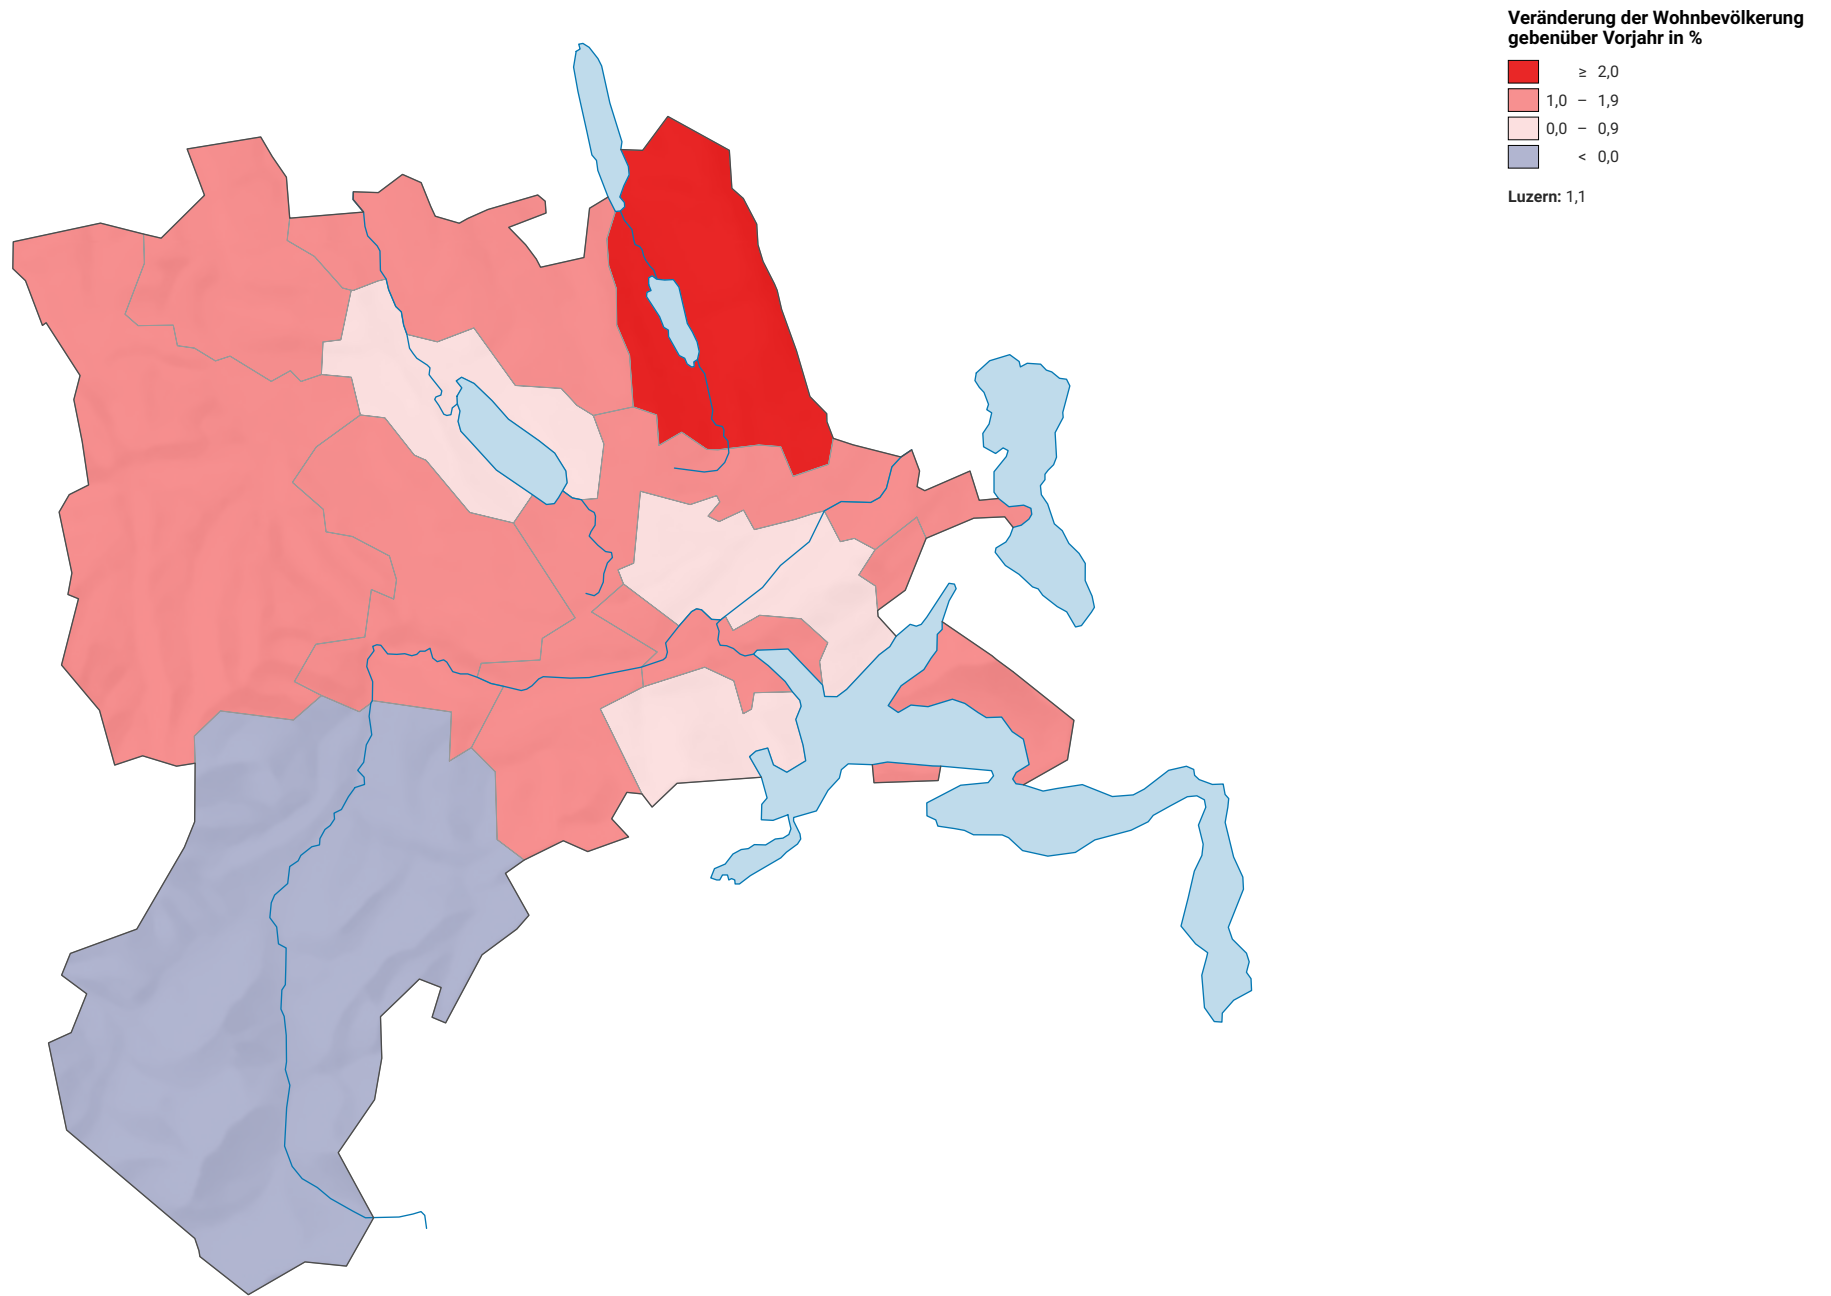 Veränderung der Wohnbevölkerung
gebenüber Vorjahr in %
≥ 2,0
1,0 – 1,9
0,0 – 0,9
< 0,0
Luzern: 1,1